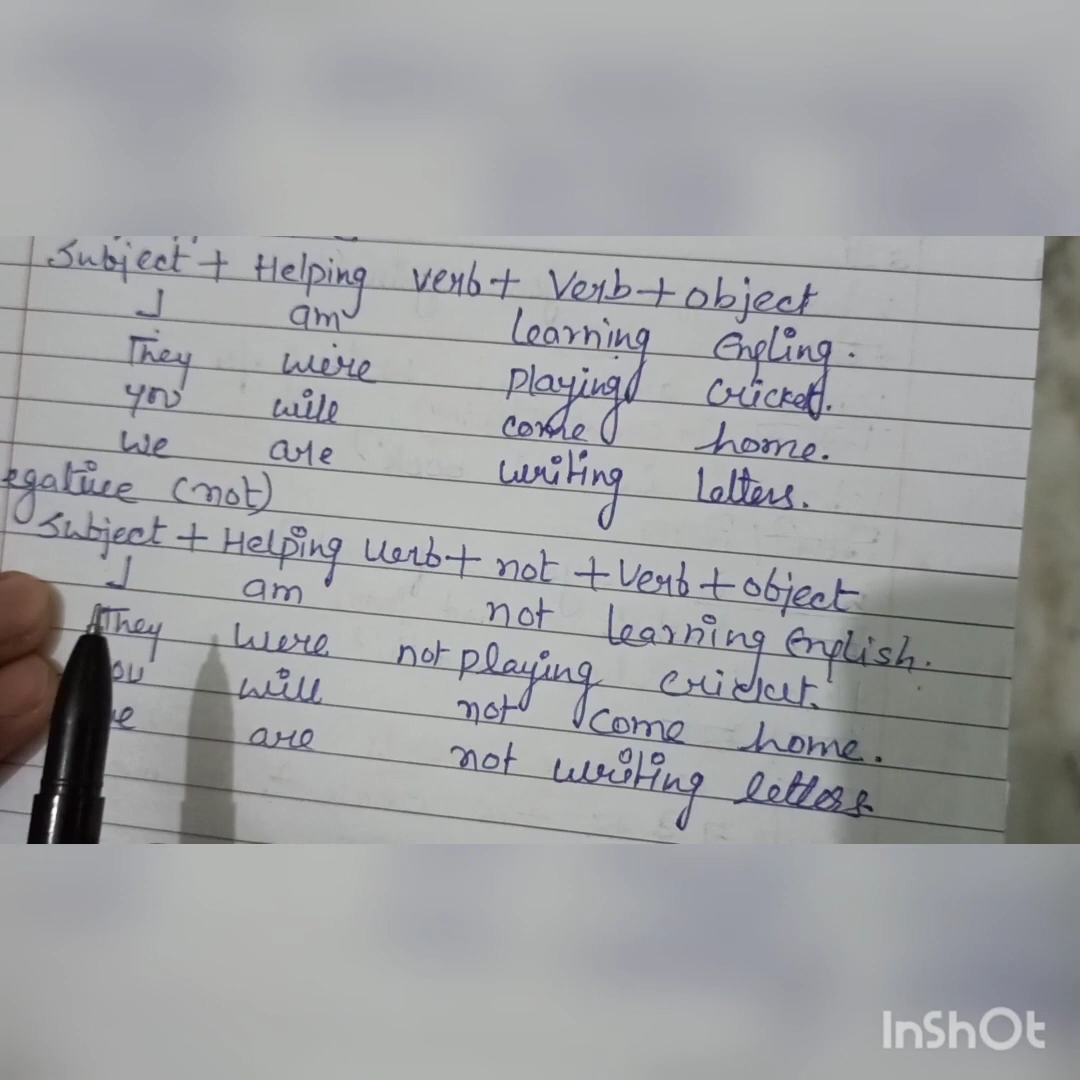 Subject + Helping verb + Verb + object
I am learning Engling.
They were playing cricket.
you will come home.
we are writing letters.
egative (not)
Subject + Helping verb + not + verb + object
I am not learning English.
They were not playing cricket.
ou will not come home.
e are not writing letters
InShOt